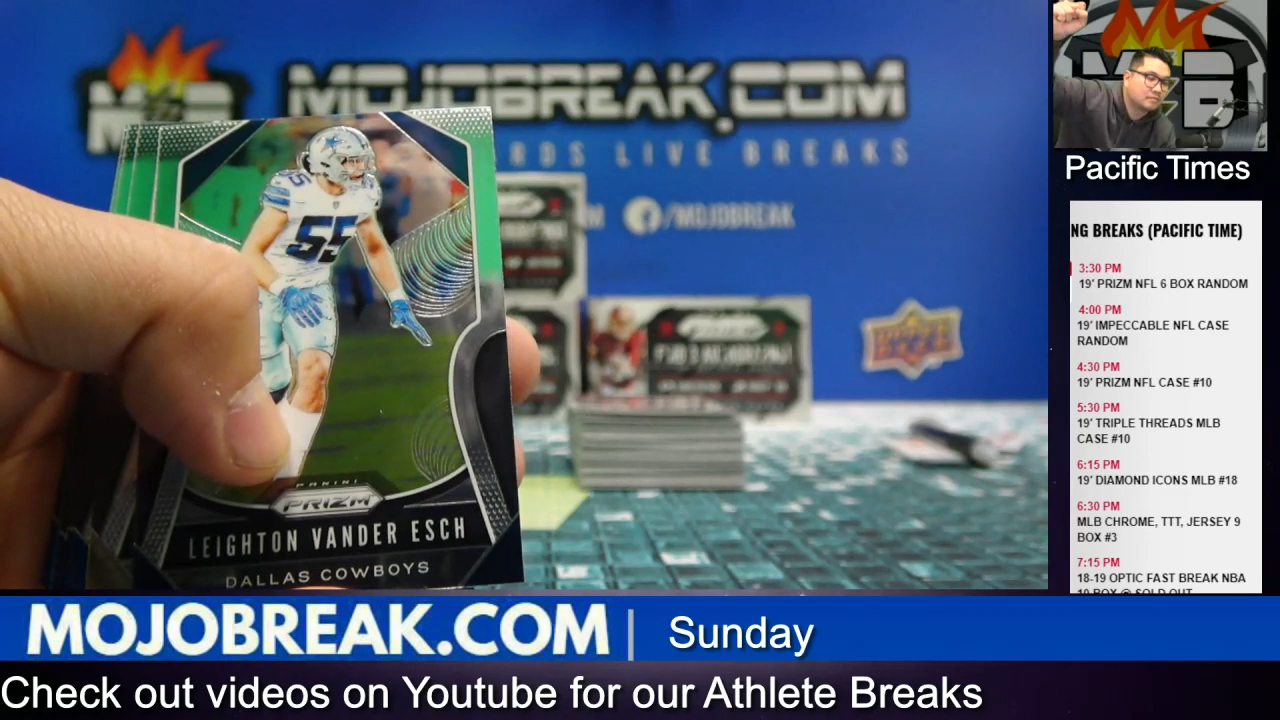 MOJOBREAK.COM
RDS LIVE BREAKS
/MOJOBREAK
55
PANINI
PRIZM
LEIGHTON VANDER ESCH
DALLAS COWBOYS
Pacific Times
NG BREAKS (PACIFIC TIME)
3:30 PM
19' PRIZM NFL 6 BOX RANDOM
4:00 PM
19' IMPECCABLE NFL CASE
RANDOM
4:30 PM
19' PRIZM NFL CASE #10
5:30 PM
19' TRIPLE THREADS MLB
CASE #10
6:15 PM
19' DIAMOND ICONS MLB #18
6:30 PM
MLB CHROME, TTT, JERSEY 9
BOX #3
7:15 PM
18-19 OPTIC FAST BREAK NBA
MOJOBREAK.COM | Sunday
Check out videos on Youtube for our Athlete Breaks